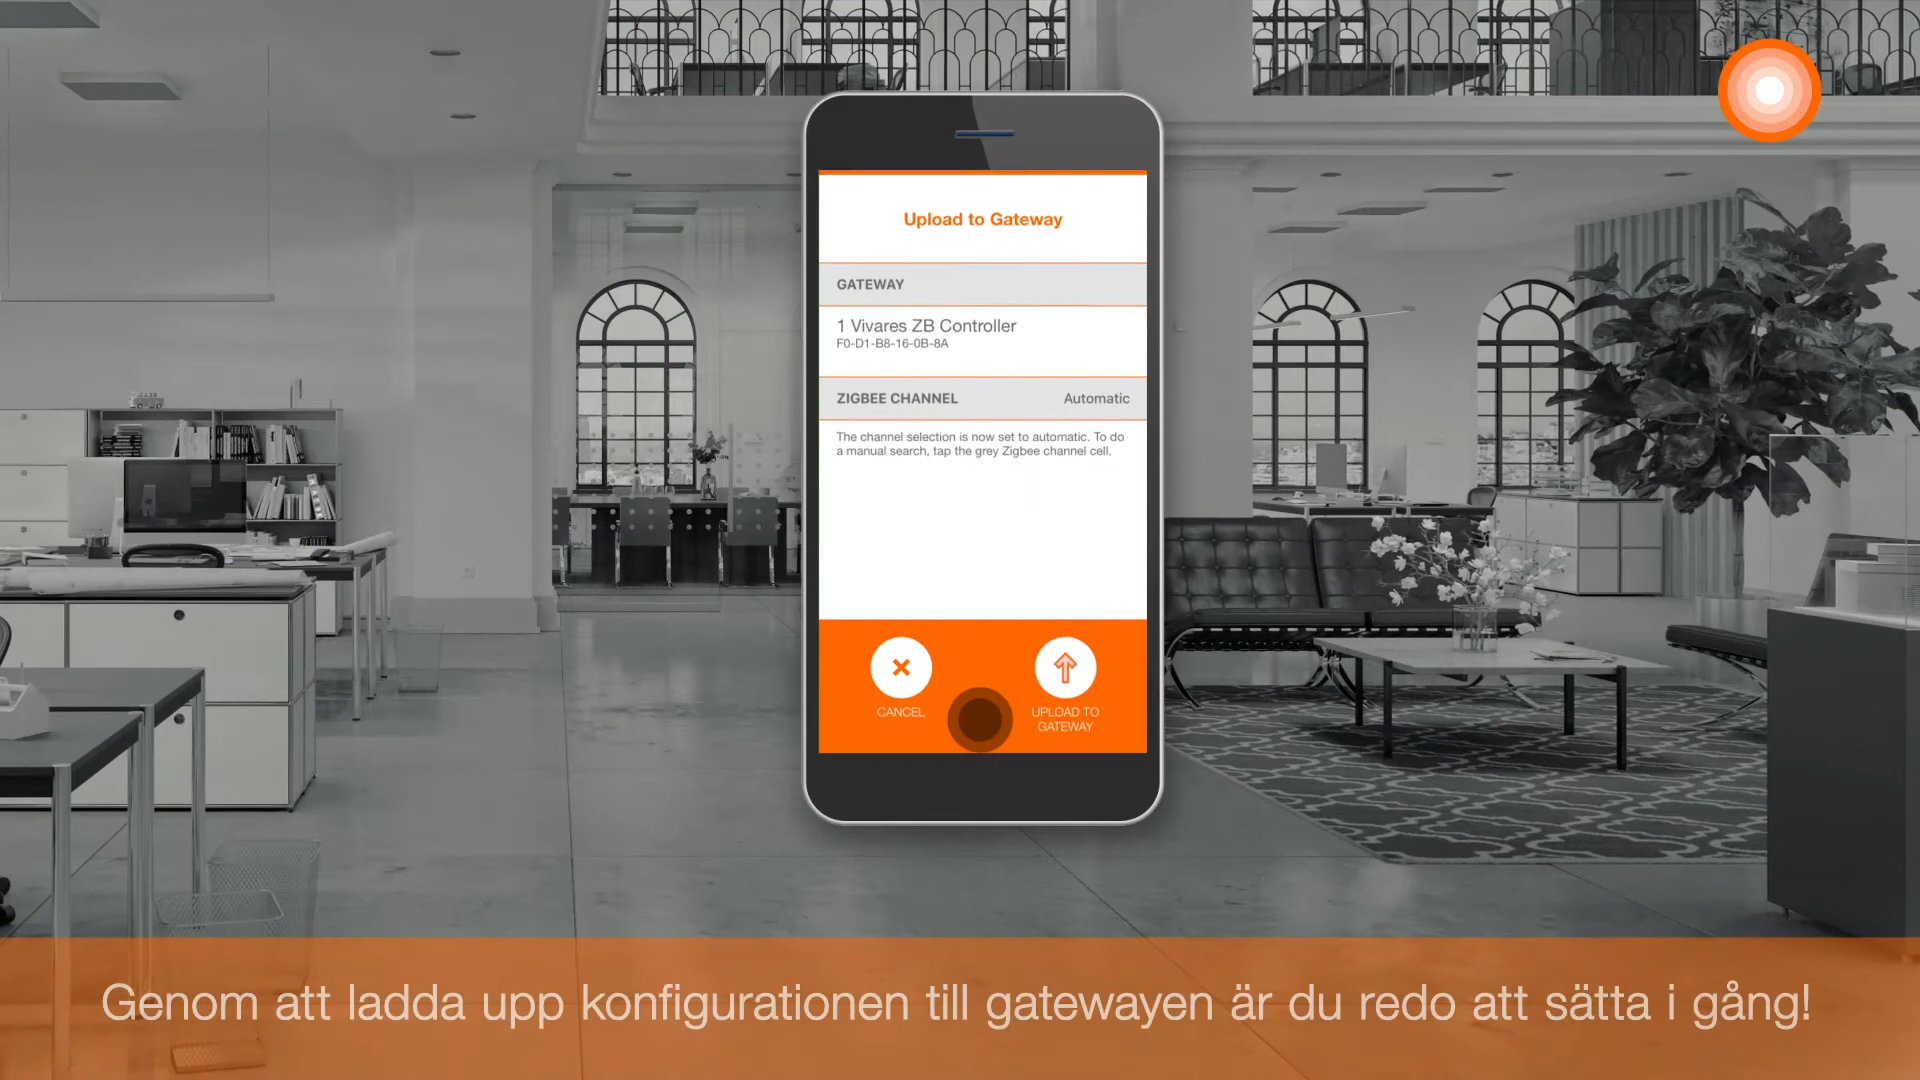 Upload to Gateway
GATEWAY
1 Vivares ZB Controller
F0-D1-B8-16-0B-8A
ZIGBEE CHANNEL Automatic
The channel selection is now set to automatic. To do
a manual search, tap the grey Zigbee channel cell.
CANCEL
UPLOAD TO
GATEWAY
Genom att ladda upp konfigurationen till gatewayen är du redo att sätta i gång!